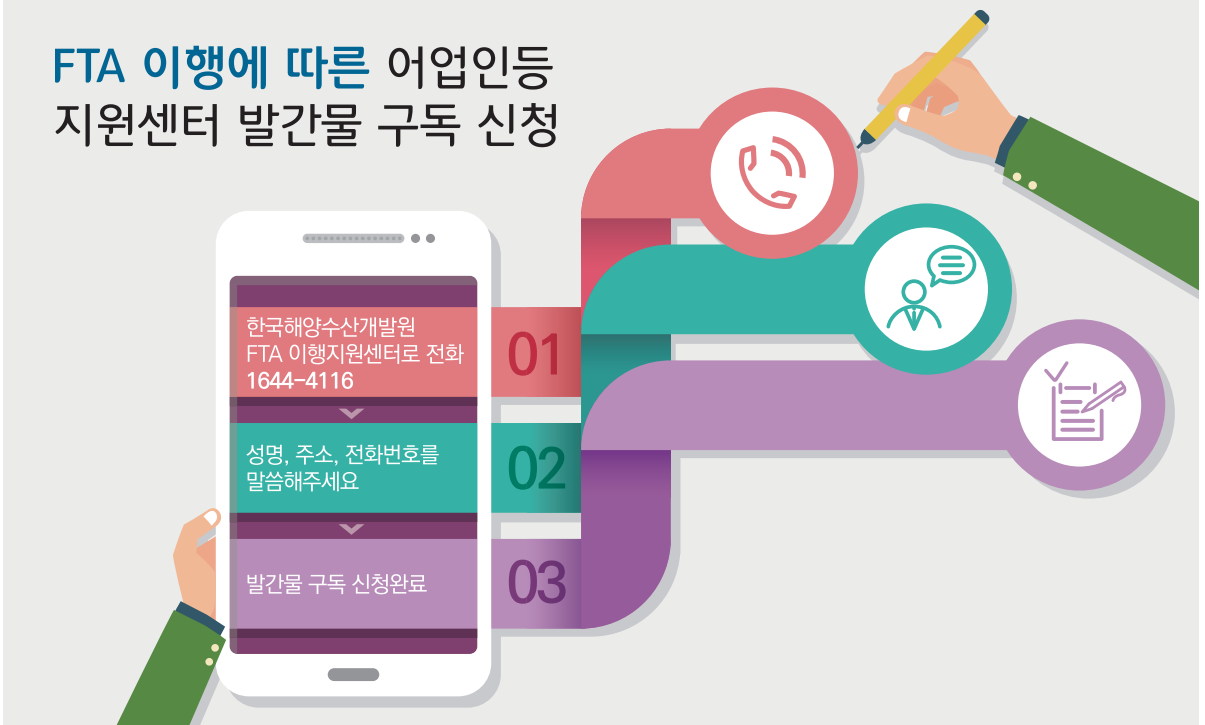 FTA 이행에 따른 어업인등
지원센터 발간물 구독 신청
한국해양수산개발원
FTA 이행지원센터로 전화
1644-4116
01
성명, 주소, 전화번호를
말씀해주세요
02
발간물 구독 신청완료
03